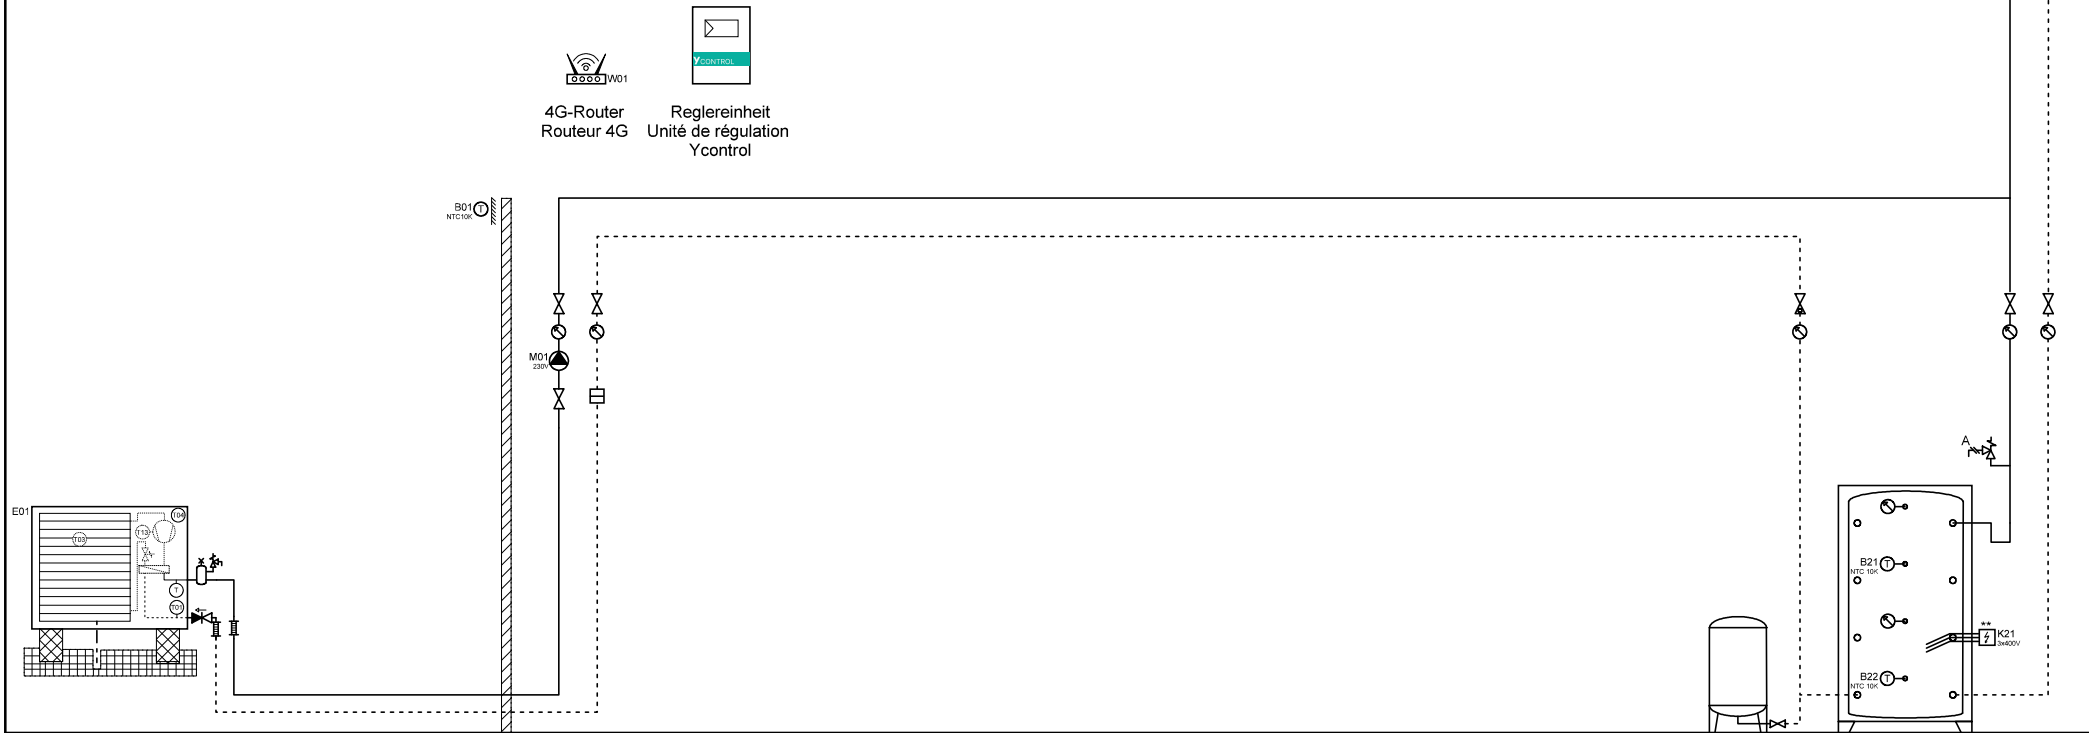 YCONTROL
W01
4G-Router
Routeur 4G
Reglereinheit
Unité de régulation
Ycontrol
B01
T
NTC10K
M01
230V
A
E01
T04
T13
T03
T
T01
B21
T
NTC 10K
**
K21
3x400V
B22
T
NTC 10K